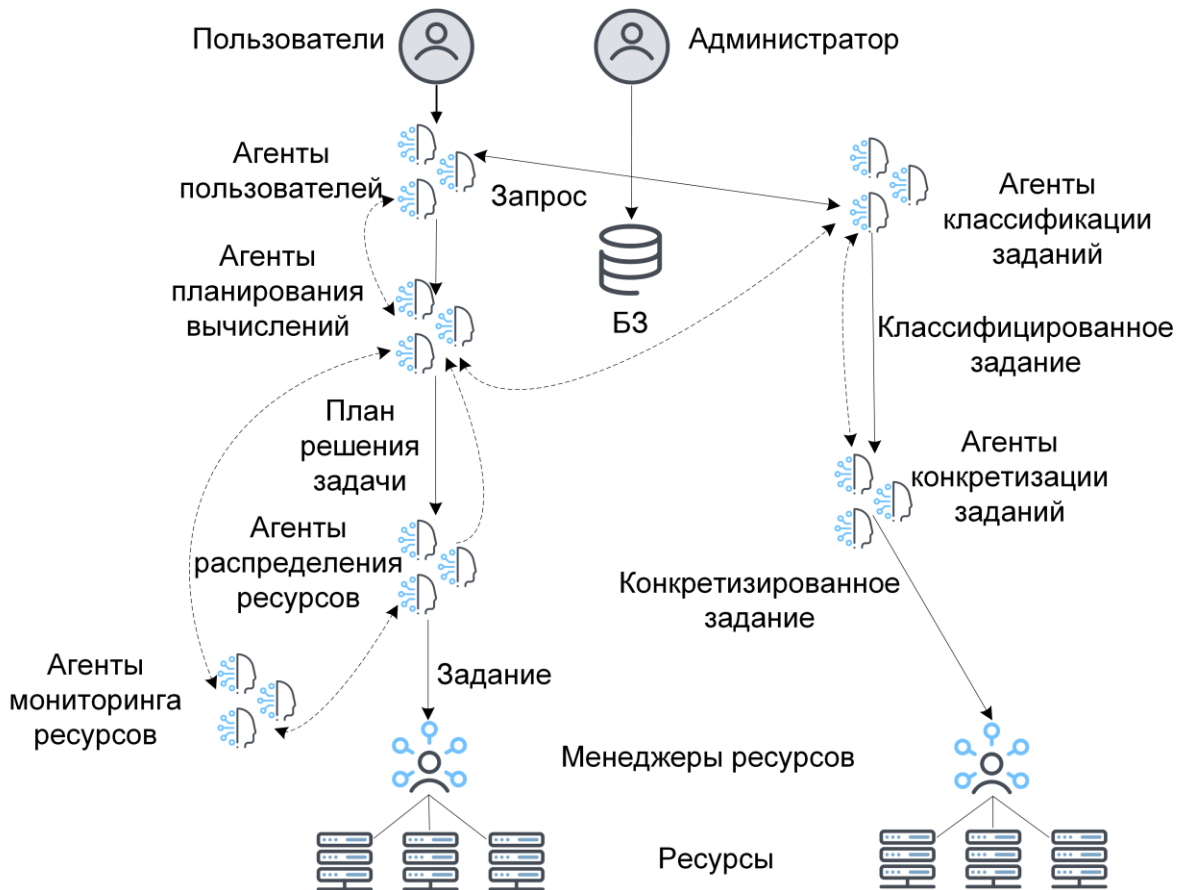 Пользователи
Администратор
Агенты
пользователей
Запрос
Агенты
классификации
заданий
Агенты
планирования
вычислений
БЗ
Классифицированное
задание
План
решения
задачи
Агенты
конкретизации
заданий
Агенты
распределения
ресурсов
Конкретизированное
задание
Агенты
мониторинга
ресурсов
Задание
Менеджеры ресурсов
Ресурсы